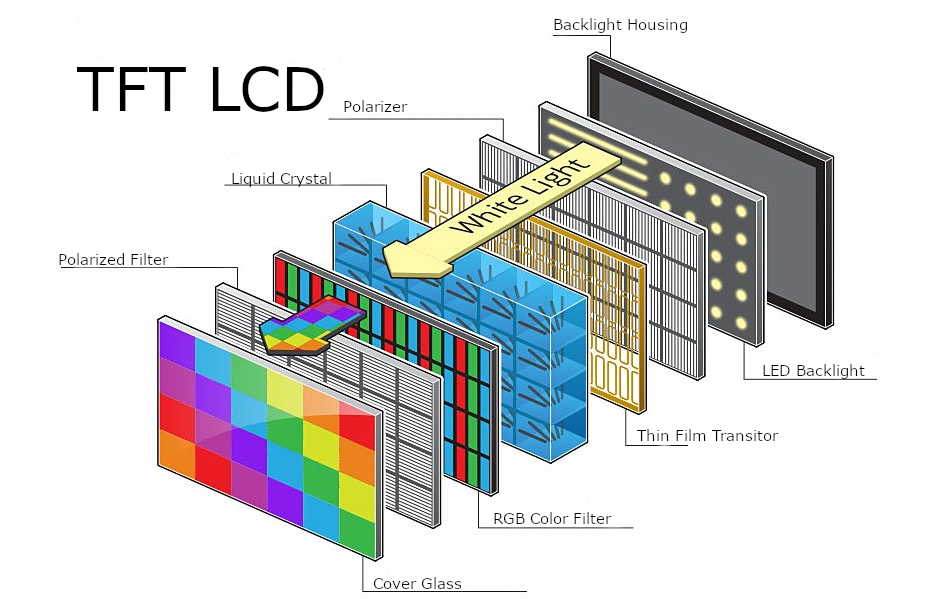 Backlight Housing
TFT LCD
Polarizer
White Light
Liquid Crystal
Polarized Filter
LED Backlight
Thin Film Transitor
RGB Color Filter
Cover Glass